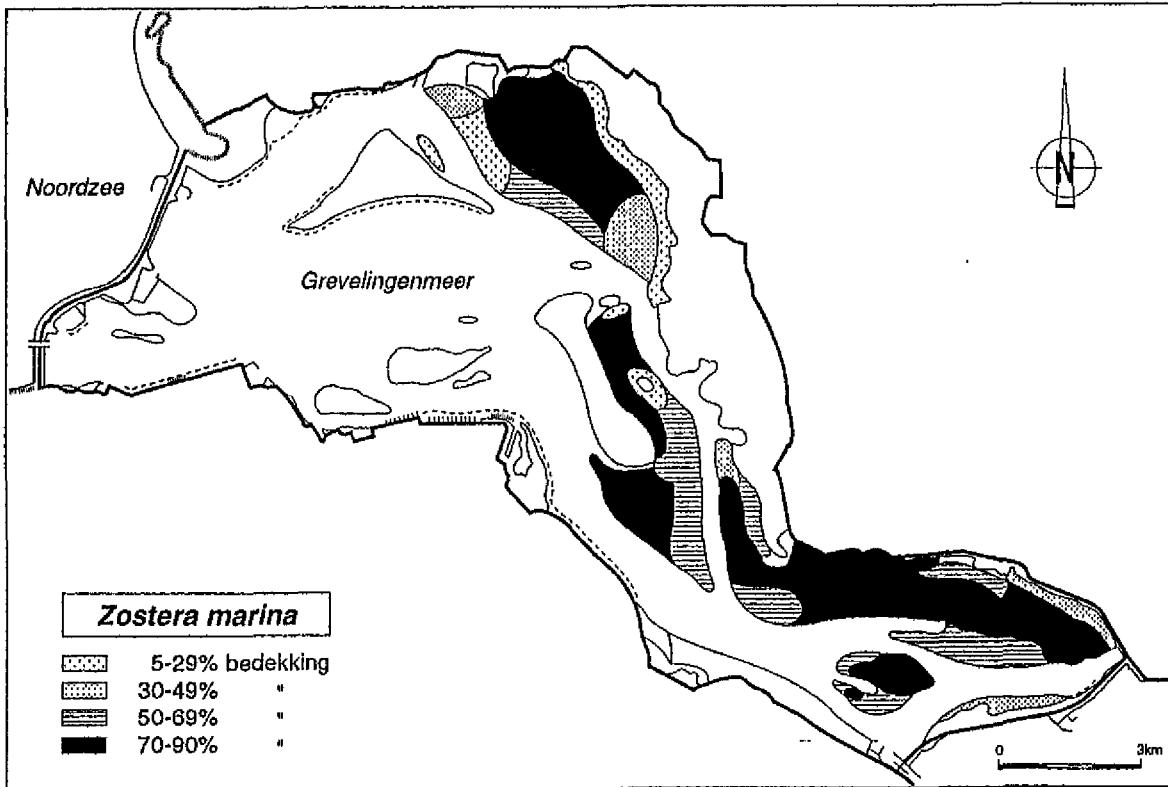 Noordzee
Grevelingenmeer
N
Zostera marina
5-29% bedekking
30-49% "
50-69% "
70-90% "
0 3km